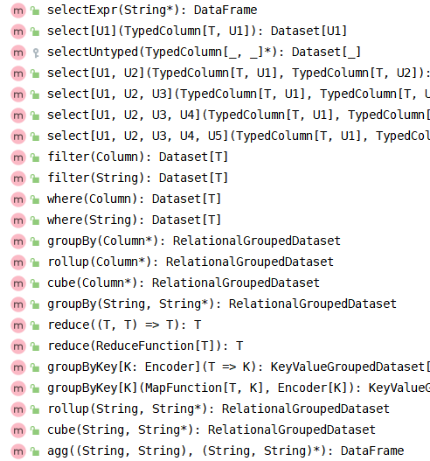 m selectExpr(String*): DataFrame
m select[U1](TypedColumn[T, U1]): Dataset[U1]
m selectUntyped(TypedColumn[_, _]*): Dataset[_]
m select[U1, U2](TypedColumn[T, U1], TypedColumn[T, U2]):
m select[U1, U2, U3](TypedColumn[T, U1], TypedColumn[T, U
m select[U1, U2, U3, U4](TypedColumn[T, U1], TypedColumn[
m select[U1, U2, U3, U4, U5](TypedColumn[T, U1], TypedCol
m filter(Column): Dataset[T]
m filter(String): Dataset[T]
m where(Column): Dataset[T]
m where(String): Dataset[T]
m groupBy(Column*): RelationalGroupedDataset
m rollup(Column*): RelationalGroupedDataset
m cube(Column*): RelationalGroupedDataset
m groupBy(String, String*): RelationalGroupedDataset
m reduce((T, T) => T): T
m reduce(ReduceFunction[T]): T
m groupByKey[K: Encoder](T => K): KeyValueGroupedDataset[
m groupByKey[K](MapFunction[T, K], Encoder[K]): KeyValueG
m rollup(String, String*): RelationalGroupedDataset
m cube(String, String*): RelationalGroupedDataset
m agg((String, String), (String, String)*): DataFrame